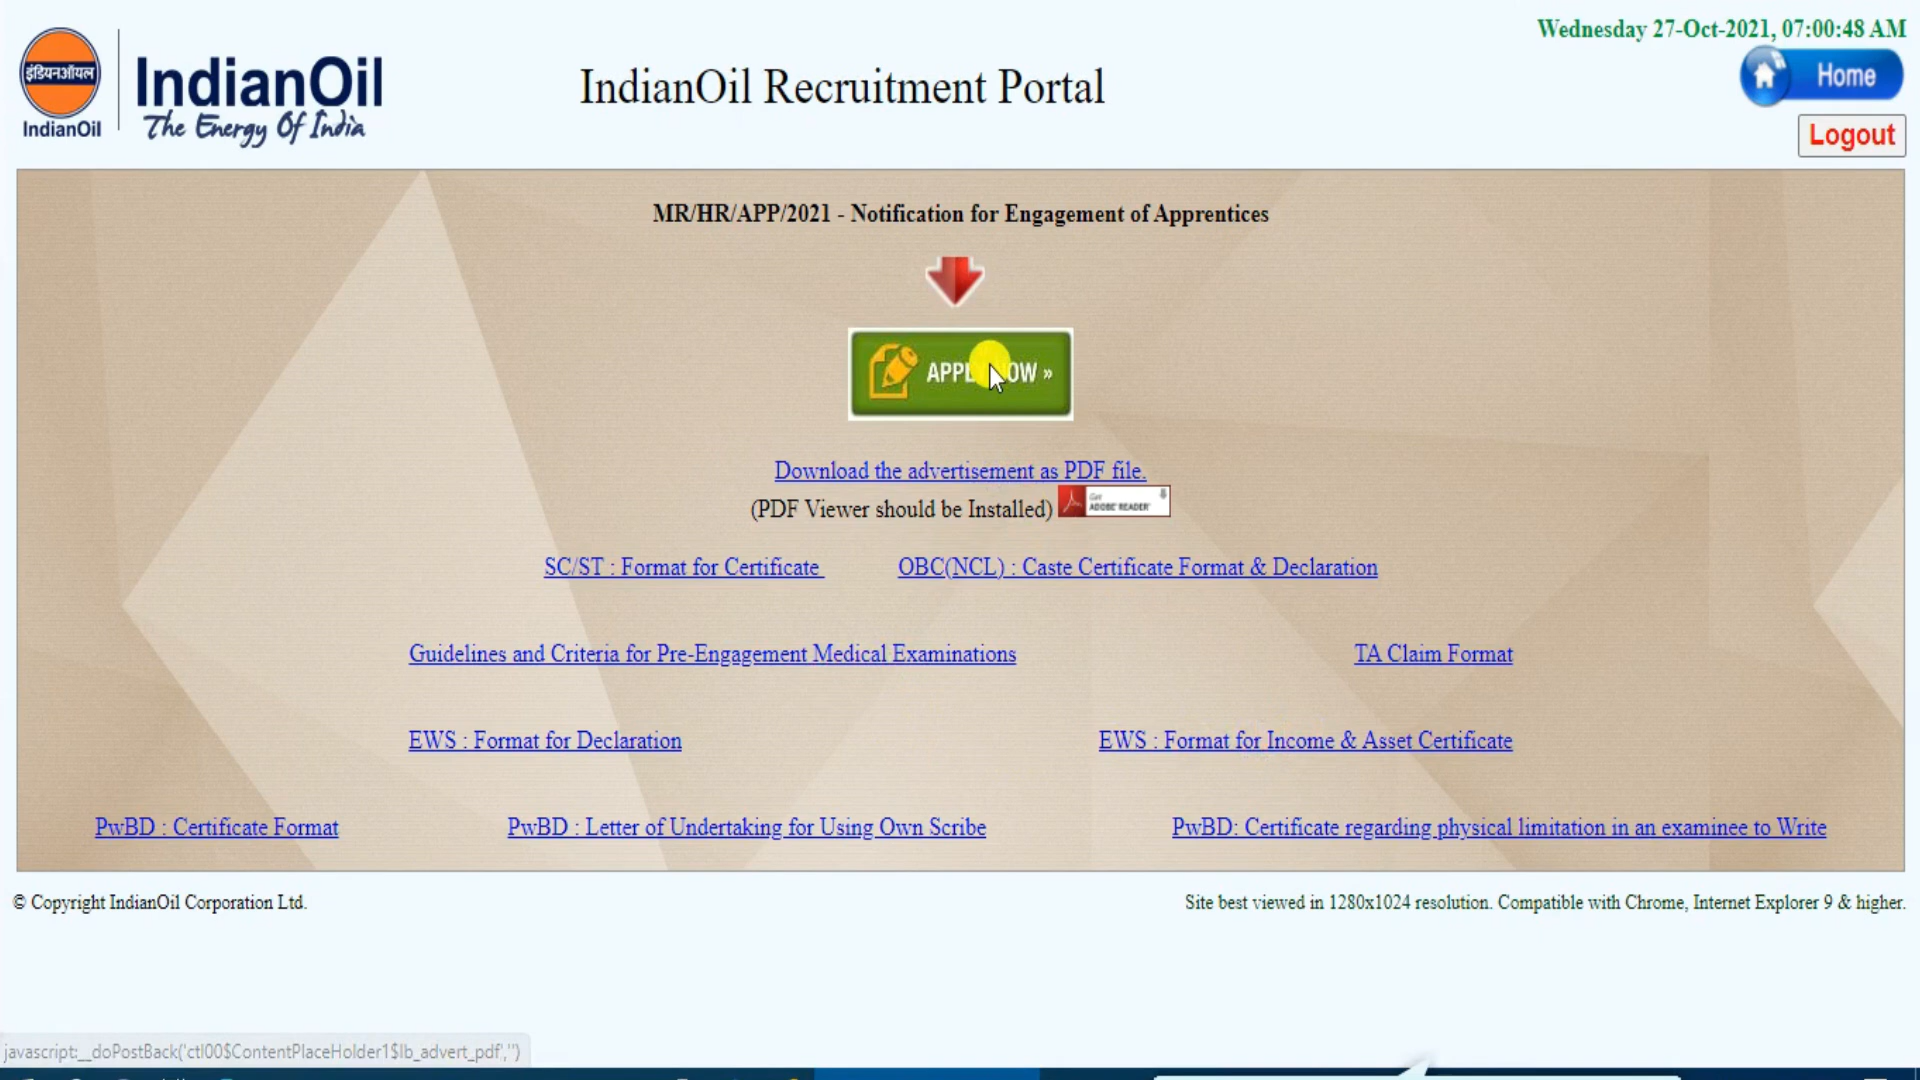 Wednesday 27-Oct-2021, 07:00:48 AM
इंडियनऑयल
IndianOil
IndianOil
The Energy Of India
IndianOil Recruitment Portal
Home
Logout
MR/HR/APP/2021 - Notification for Engagement of Apprentices
APPLY NOW »
Download the advertisement as PDF file.
(PDF Viewer should be Installed) Get ADOBE READER
SC/ST : Format for Certificate OBC(NCL) : Caste Certificate Format & Declaration
Guidelines and Criteria for Pre-Engagement Medical Examinations TA Claim Format
EWS : Format for Declaration EWS : Format for Income & Asset Certificate
PwBD : Certificate Format PwBD : Letter of Undertaking for Using Own Scribe PwBD: Certificate regarding physical limitation in an examinee to Write
© Copyright IndianOil Corporation Ltd. Site best viewed in 1280x1024 resolution. Compatible with Chrome, Internet Explorer 9 & higher.
javascript:__doPostBack('ctl00$ContentPlaceHolder1$lb_advert_pdf','')